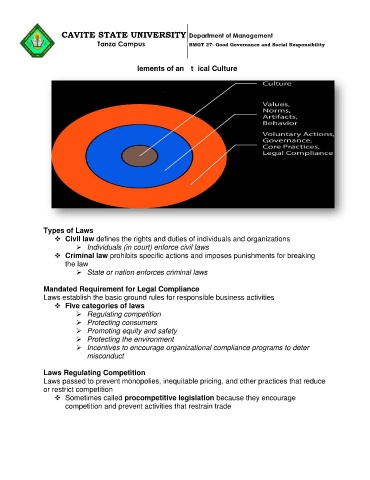 CAVITE STATE UNIVERSITY Department of Management
Tanza Campus BMGT 27- Good Governance and Social Responsibility
lements of an t ical Culture
Culture
Values,
Norms,
Artifacts,
Behavior
Voluntary Actions,
Governance,
Core Practices,
Legal Compliance
Types of Laws
❖ Civil law defines the rights and duties of individuals and organizations
➢ Individuals (in court) enforce civil laws
❖ Criminal law prohibits specific actions and imposes punishments for breaking
the law
➢ State or nation enforces criminal laws
Mandated Requirement for Legal Compliance
Laws establish the basic ground rules for responsible business activities
❖ Five categories of laws
➢ Regulating competition
➢ Protecting consumers
➢ Promoting equity and safety
➢ Protecting the environment
➢ Incentives to encourage organizational compliance programs to deter
misconduct
Laws Regulating Competition
Laws passed to prevent monopolies, inequitable pricing, and other practices that reduce
or restrict competition
❖ Sometimes called procompetitive legislation because they encourage
competition and prevent activities that restrain trade